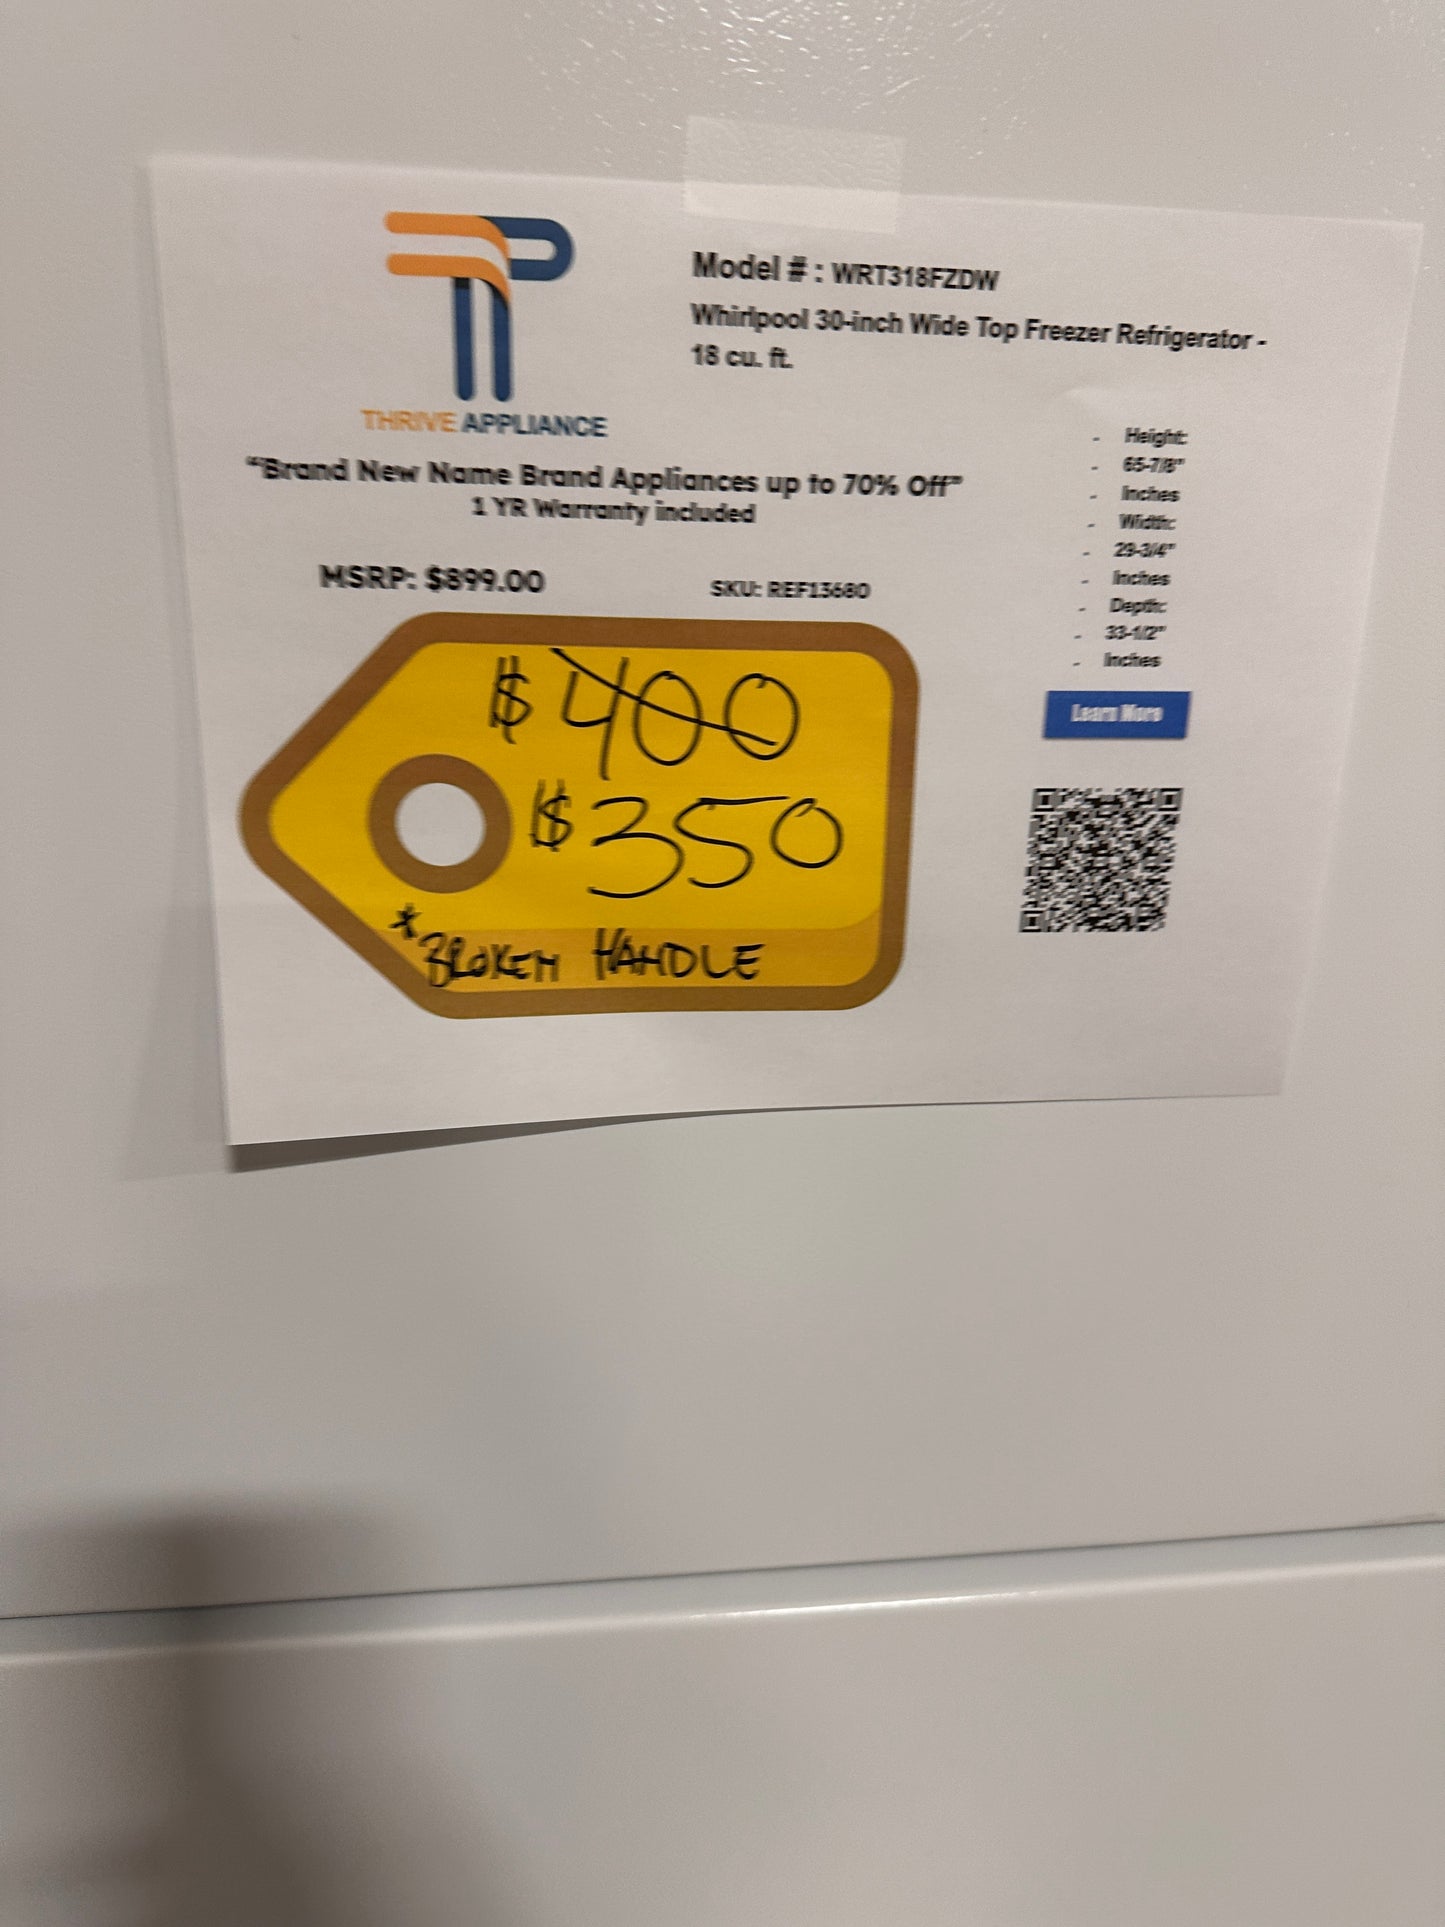 THRIVE APPLIANCE
Model # : WRT318FZDW
Whirlpool 30-inch Wide Top Freezer Refrigerator -
18 cu. ft.
"Brand New Name Brand Appliances up to 70% Off"
1 YR Warranty included
MSRP: $899.00
SKU: REF13680
- Height:
- 65-7/8"
- Inches
- Width:
- 29-3/4"
- Inches
- Depth:
- 33-1/2"
- Inches
Learn More
$400
$350
*BROKEN HANDLE